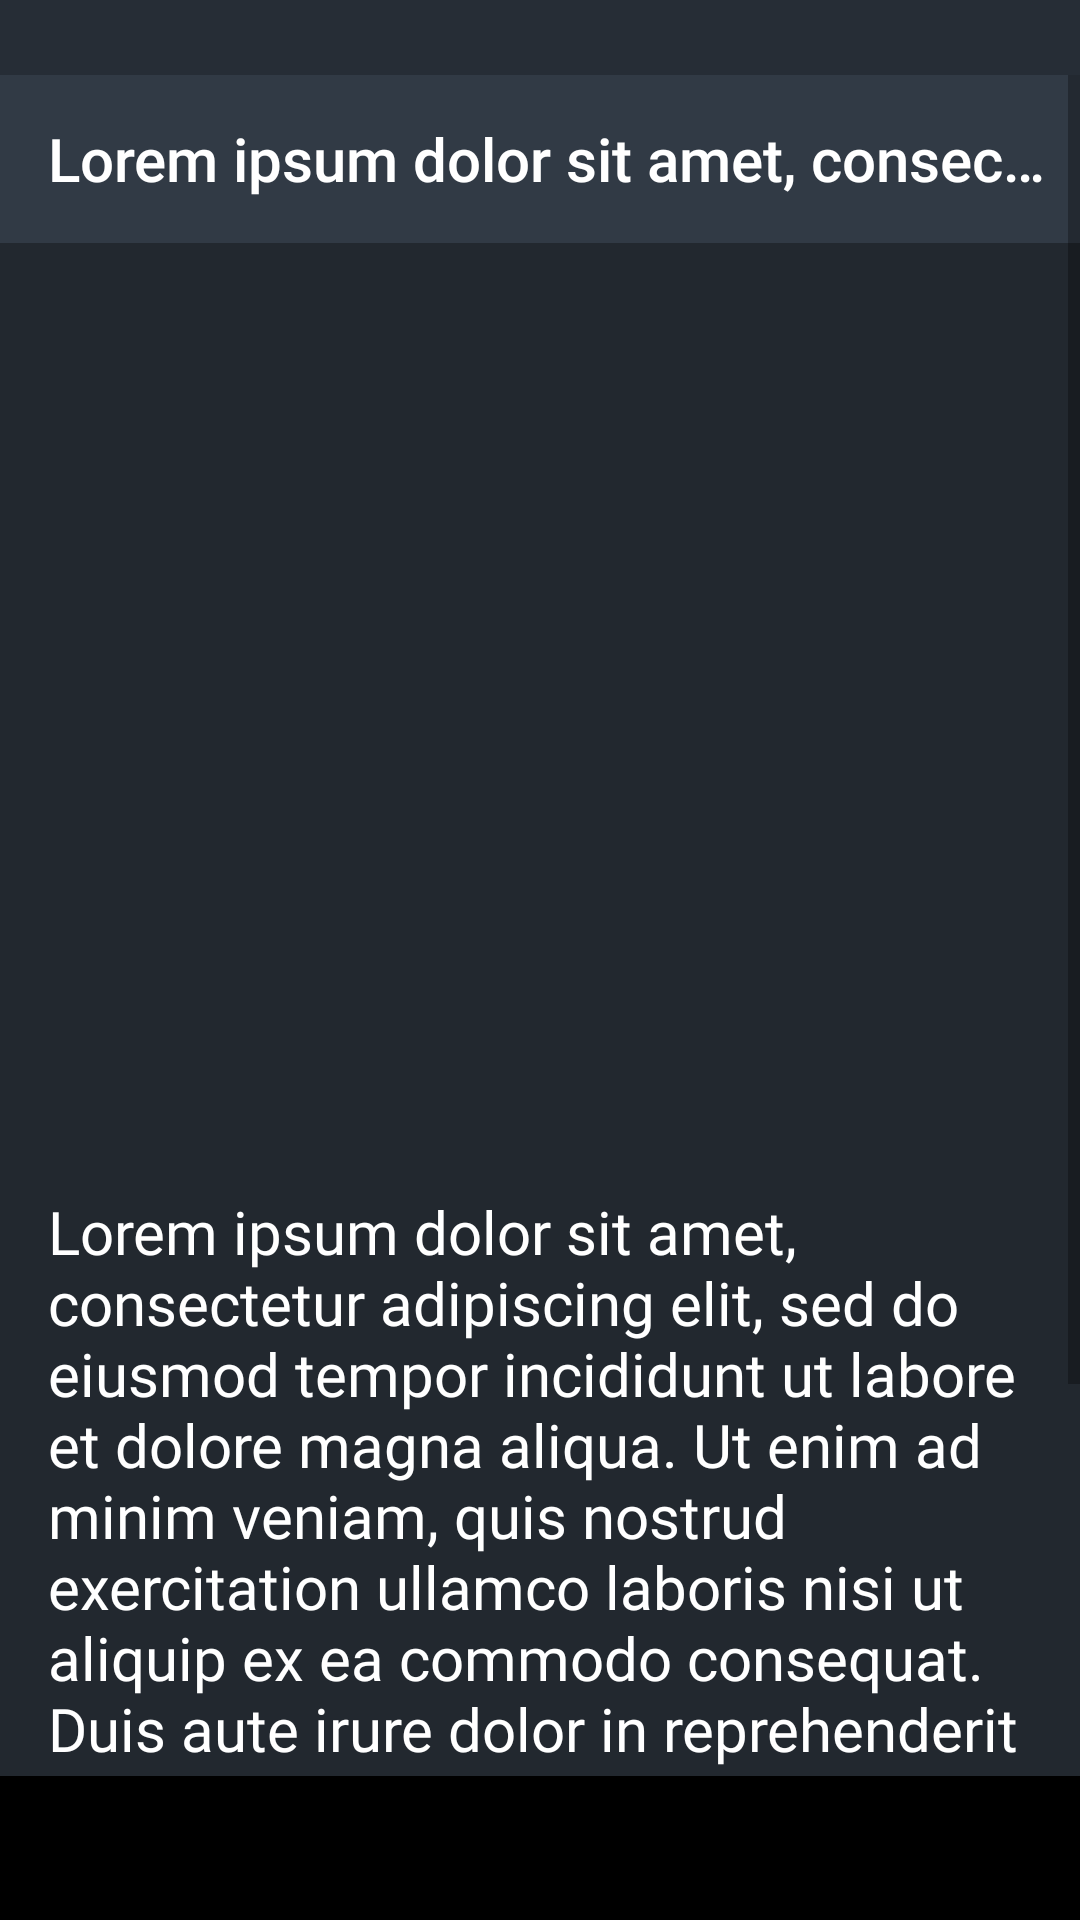 Lorem ipsum dolor sit amet, consec…
Lorem ipsum dolor sit amet,
consectetur adipiscing elit, sed do
eiusmod tempor incididunt ut labore
et dolore magna aliqua. Ut enim ad
minim veniam, quis nostrud
exercitation ullamco laboris nisi ut
aliquip ex ea commodo consequat.
Duis aute irure dolor in reprehenderit